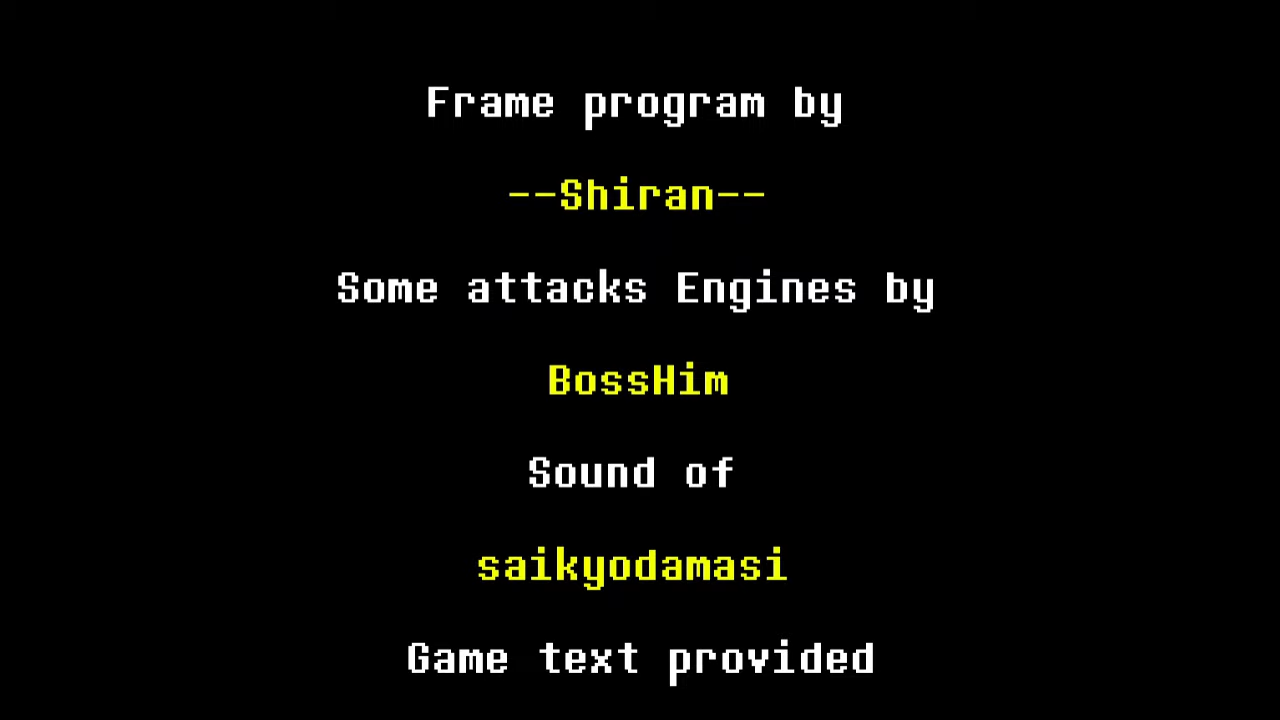 Frame program by
--Shiran--
Some attacks Engines by
BossHim
Sound of
saikyodamasi
Game text provided